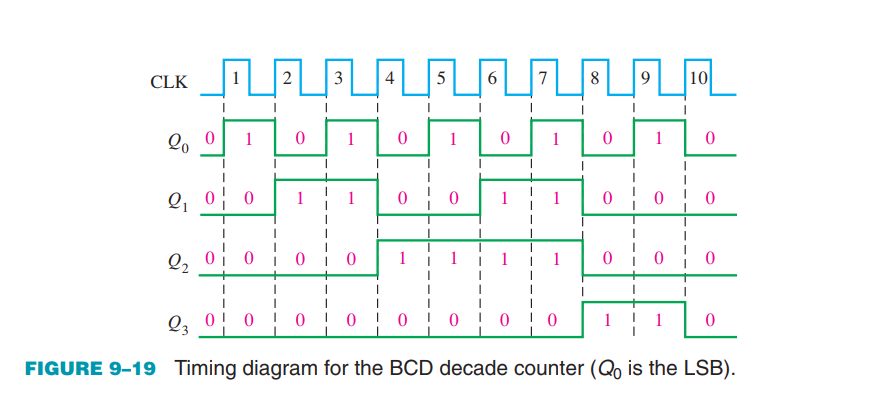 CLK 1 2 3 4 5 6 7 8 9 10
Q0 0 1 0 1 0 1 0 1 0 1 0
Q1 0 0 1 1 0 0 1 1 0 0 0
Q2 0 0 0 0 1 1 1 1 0 0 0
Q3 0 0 0 0 0 0 0 0 1 1 0
FIGURE 9–19 Timing diagram for the BCD decade counter (Q0 is the LSB).